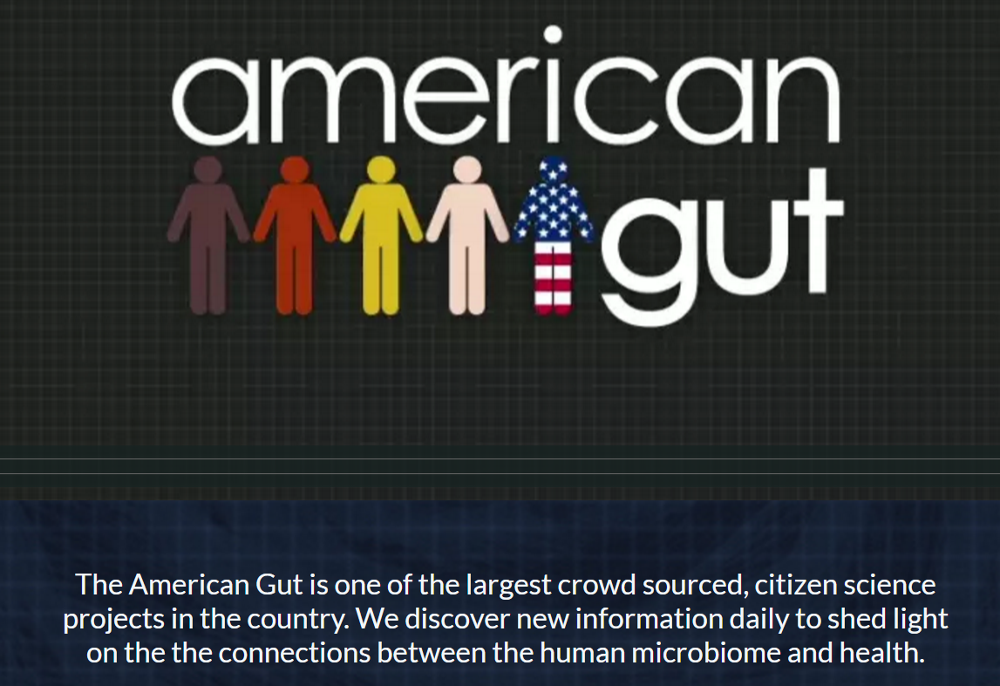 american
gut
The American Gut is one of the largest crowd sourced, citizen science
projects in the country. We discover new information daily to shed light
on the the connections between the human microbiome and health.